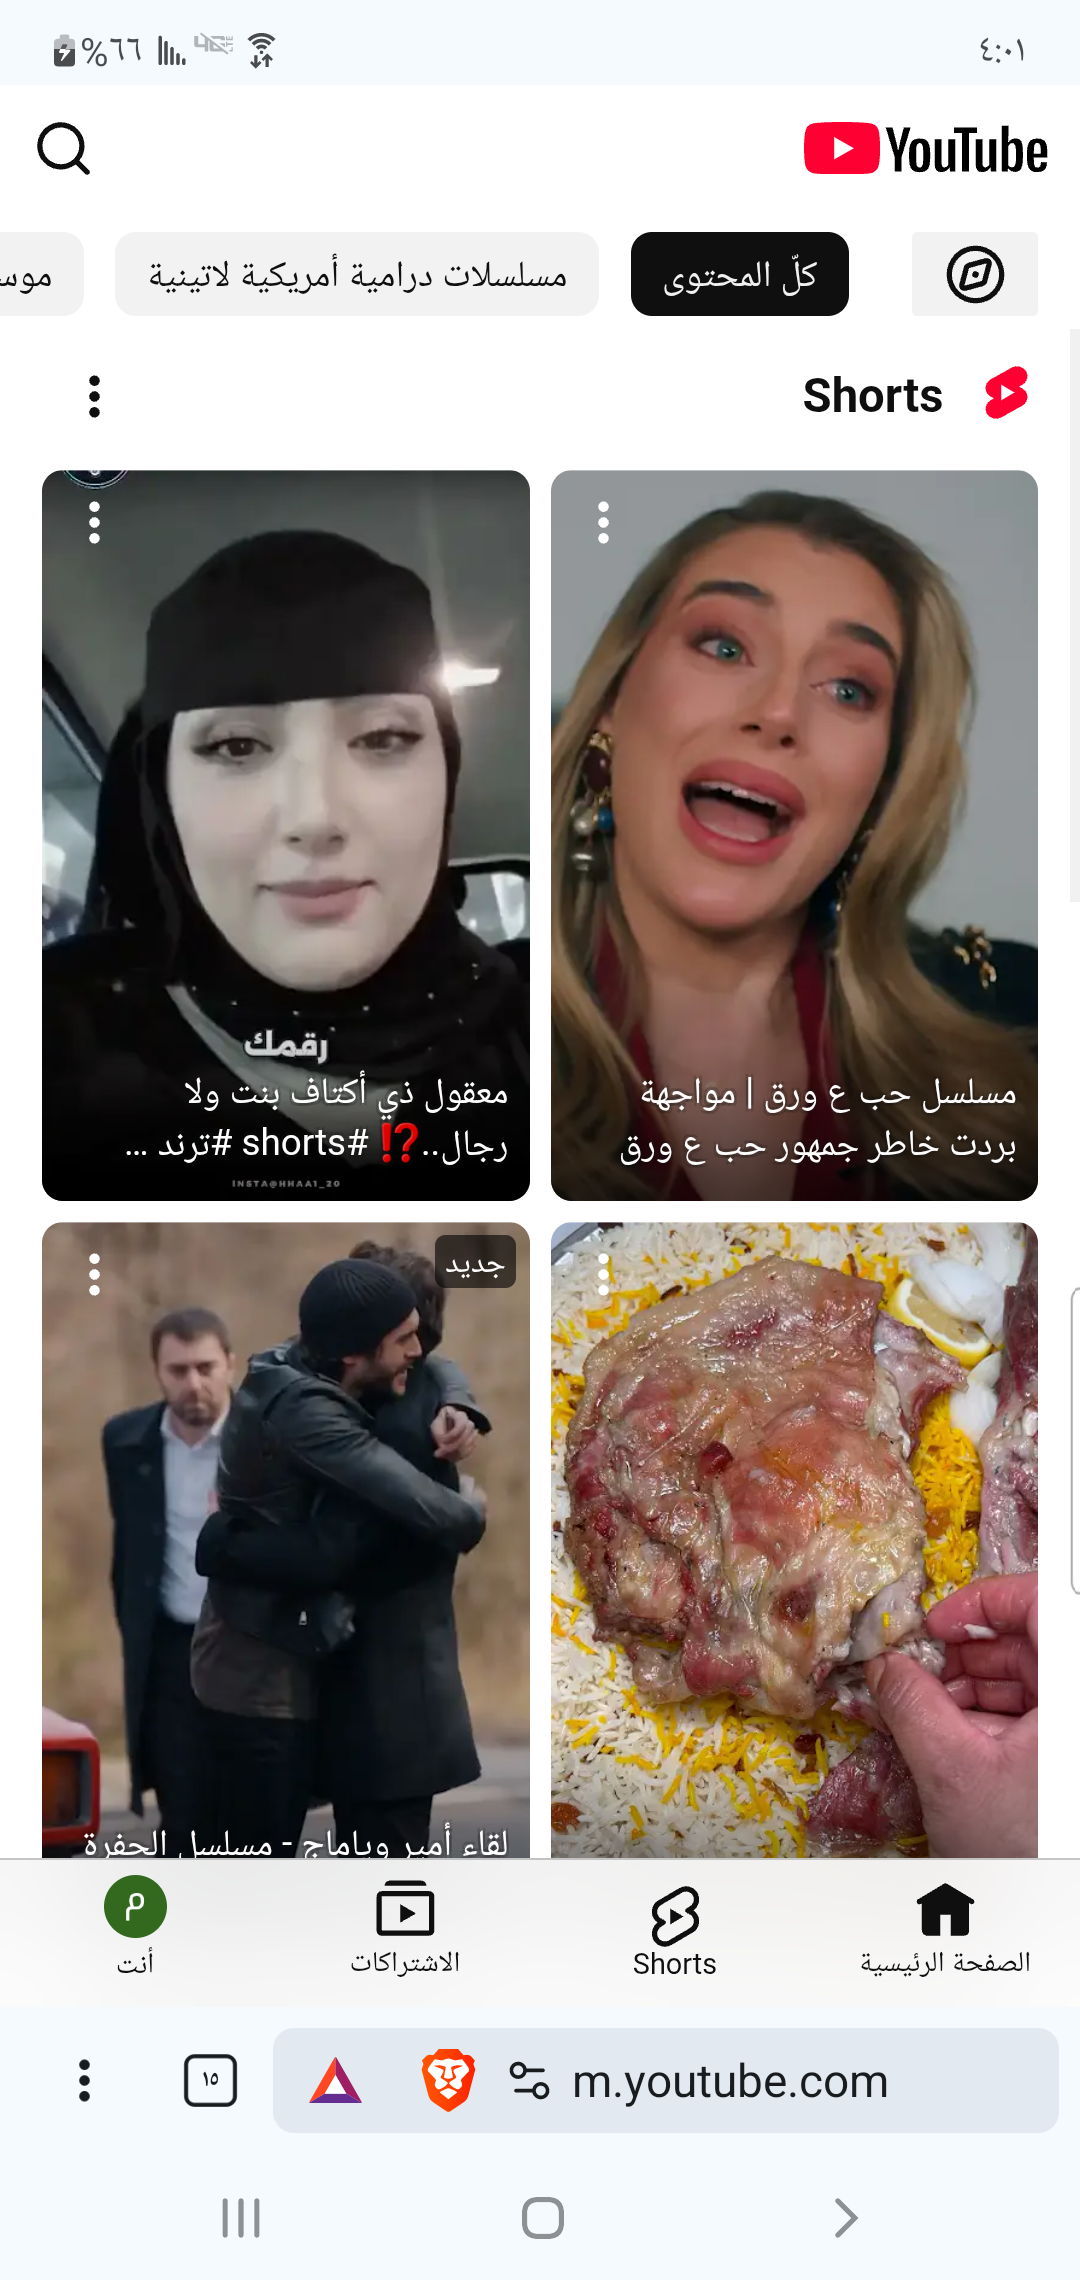 ٤:٠١
%٦٦
YouTube
كلّ المحتوى
مسلسلات درامية أمريكية لاتينية
موس
Shorts
مسلسل حب ع ورق | مواجهة
بردت خاطر جمهور حب ع ورق
رقمك
معقول ذي أكتاف بنت ولا
رجال..⁉️ #shorts #ترند ...
INSTA@HHAA1_20
جديد
لقاء أمير وياماج - مسلسل الحفرة
الصفحة الرئيسية
Shorts
الاشتراكات
م
أنت
m.youtube.com
١٥